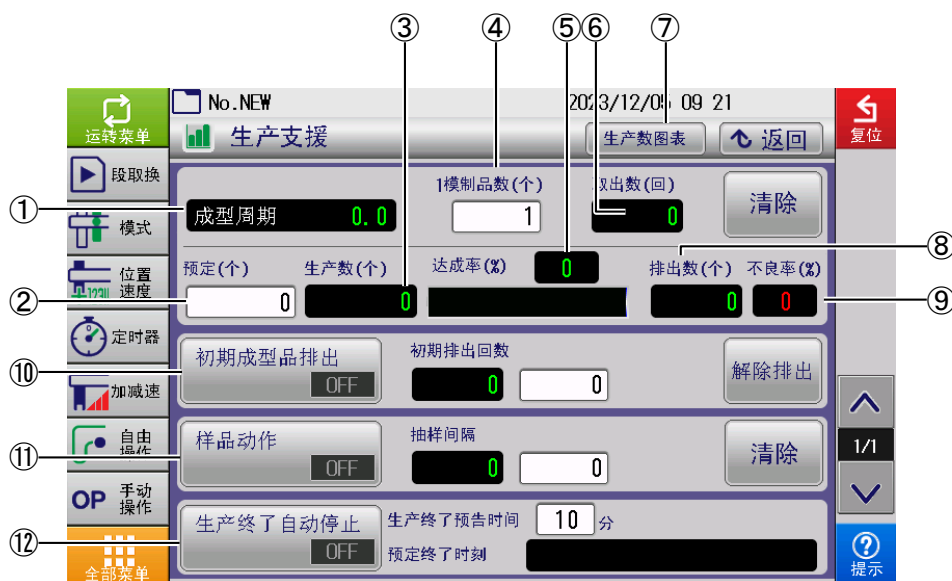 ③ ④ ⑤ ⑥ ⑦
No.NEW 2023/12/05 09 21
运转菜单 生产支援 生产数图表 返回 复位
段取换
1模制品数(个) 取出数(回) 清除
① 成型周期 0.0 1 0
模式
⑧
预定(个) 生产数(个) 达成率(%) 0 排出数(个) 不良率(%)
位置
速度
② 0 0 0 0 ⑨
定时器
初期成型品排出 初期排出回数 解除排出
⑩ OFF 0 0
加减速
自由
操作
样品动作 抽样间隔 清除 1/1
⑪ OFF 0 0
OP 手动
操作
生产终了自动停止 生产终了预告时间 10 分
⑫ OFF 预定终了时刻
全部菜单 提示